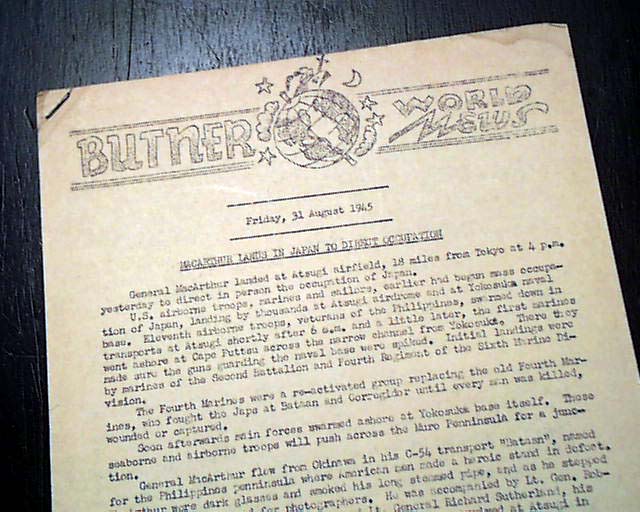 BUTNER WORLD NEWS
Friday, 31 August 1945
MACARTHUR LANDS IN JAPAN TO DIRECT OCCUPATION
General MacArthur landed at Atsugi airfield, 18 miles from Tokyo at 4 p.m.
yesterday to direct in person the occupation of Japan.
U.S. airborne troops, marines and sailors, earlier had begun mass occupa-
tion of Japan, landing by thousands at Atsugi airdrome and at Yokosuka naval
base. Eleventh airborne troops, veterans of the Philippines, swarmed down in
transports at Atsugi shortly after 6 a.m. and a little later, the first marines
went ashore at Cape Futtsu across the narrow channel from Yokosuka. There they
made sure the guns guarding the naval base were spiked. Initial landings were
by marines of the Second Battalion and Fourth Regiment of the Sixth Marine Di-
vision.
The Fourth Marines were a re-activated group replacing the old Fourth Mar-
ines, who fought the Japs at Bataan and Corregidor until every man was killed,
wounded or captured.
Soon afterwards main forces swarmed ashore at Yokosuka base itself. These
seaborne and airborne troops will push across the Muro Penninsula for a junc-
tion.
General MacArthur flew from Okinawa in his C-54 transport "Bataan", named
for the Philippines penninsula where American men made a heroic stand in defeat.
Arthur wore dark glasses and smoked his long stemmed pipe, and as he stepped
for photographers. He was accompanied by Lt. Gen. Rob-
Lt. General Richard Sutherland, his
arrived at Atsugi in